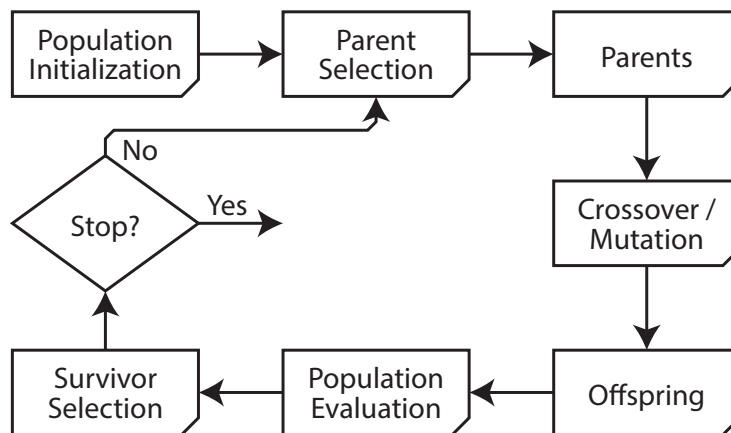 Population
Initialization
Parent
Selection
Parents
No
Stop?
Yes
Crossover /
Mutation
Survivor
Selection
Population
Evaluation
Offspring